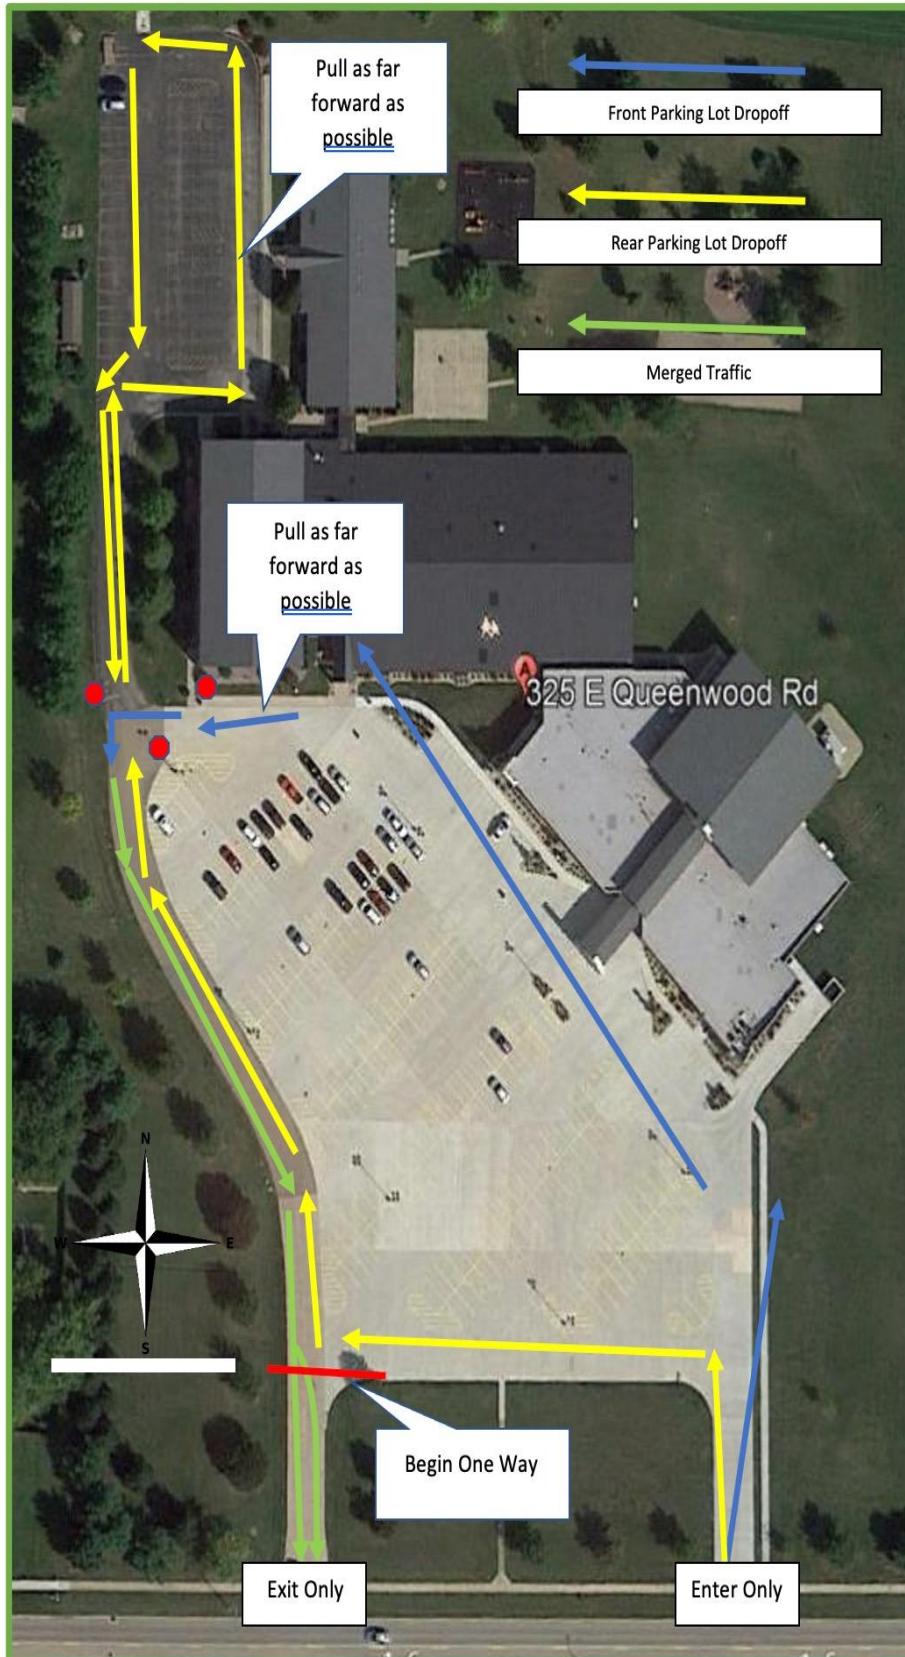 Pull as far
forward as
possible
Front Parking Lot Dropoff
Rear Parking Lot Dropoff
Merged Traffic
Pull as far
forward as
possible
A
325 E Queenwood Rd
N
W
E
S
Begin One Way
Exit Only
Enter Only